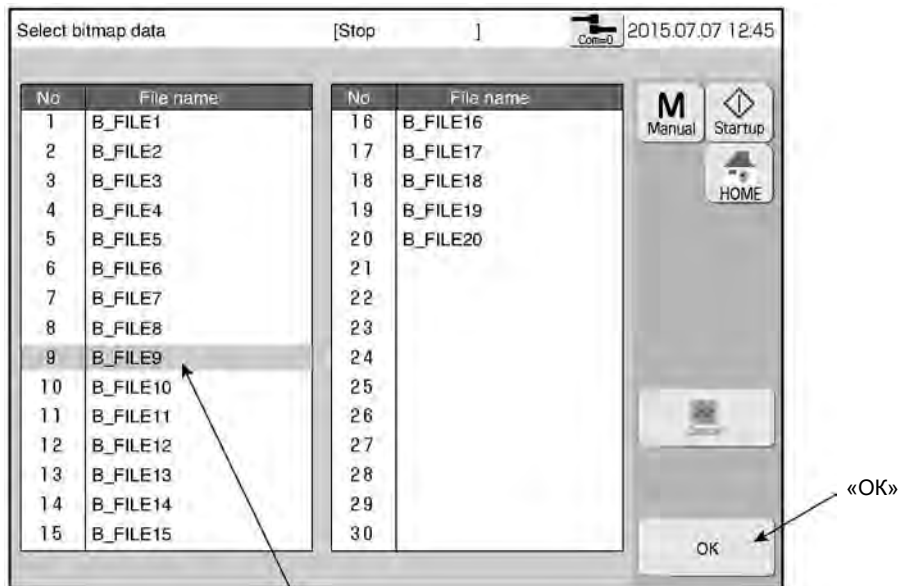 Select bitmap data [Stop ] Com=0 2015.07.07 12:45
No File name No File name
1 B_FILE1 16 B_FILE16
2 B_FILE2 17 B_FILE17
3 B_FILE3 18 B_FILE18
4 B_FILE4 19 B_FILE19
5 B_FILE5 20 B_FILE20
6 B_FILE6 21
7 B_FILE7 22
8 B_FILE8 23
9 B_FILE9 24
10 B_FILE10 25
11 B_FILE11 26
12 B_FILE12 27
13 B_FILE13 28
14 B_FILE14 29
15 B_FILE15 30
M
Manual
Startup
HOME
OK
«ОК»